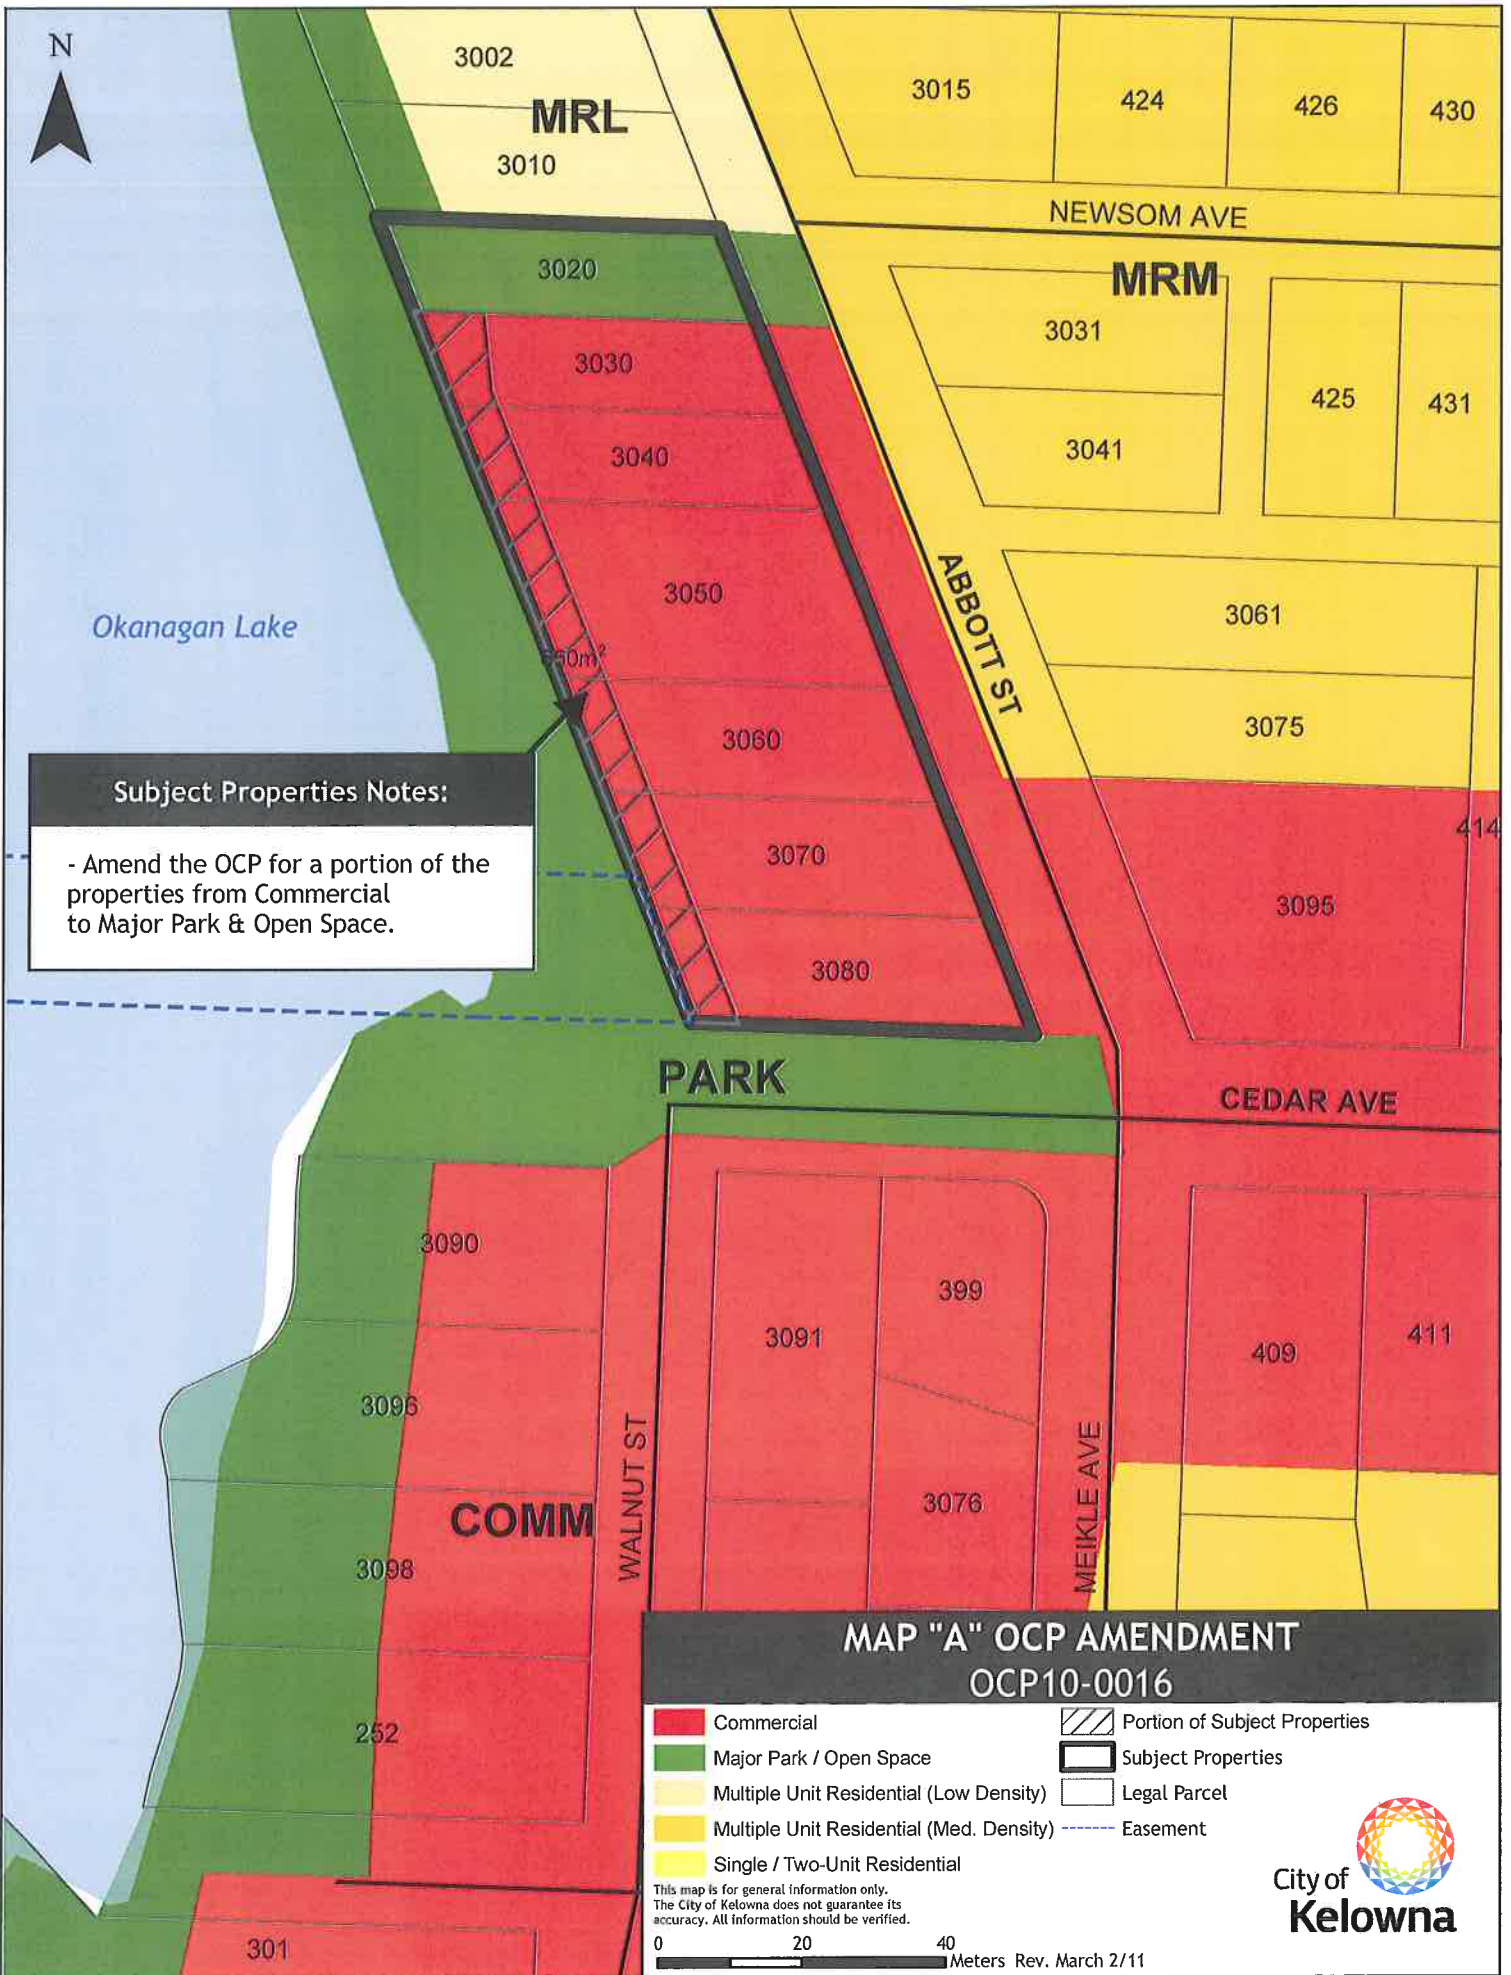 N
3002
MRL
3010
3015
424
426
430
NEWSOM AVE
3020
MRM
3031
3030
425
431
3041
3040
3050
ABBOTT ST
3061
Okanagan Lake
3075
3060
Subject Properties Notes:
- Amend the OCP for a portion of the
properties from Commercial
to Major Park & Open Space.
414
3070
3095
3080
PARK
CEDAR AVE
3090
399
3091
411
409
3096
WALNUT ST
MEIKLE AVE
3076
COMM
3098
252
301
MAP "A" OCP AMENDMENT
OCP10-0016
Commercial
Major Park / Open Space
Multiple Unit Residential (Low Density)
Multiple Unit Residential (Med. Density)
Single / Two-Unit Residential
Portion of Subject Properties
Subject Properties
Legal Parcel
Easement
This map is for general information only.
The City of Kelowna does not guarantee its
accuracy. All information should be verified.
0 20 40
Meters Rev. March 2/11
City of
Kelowna